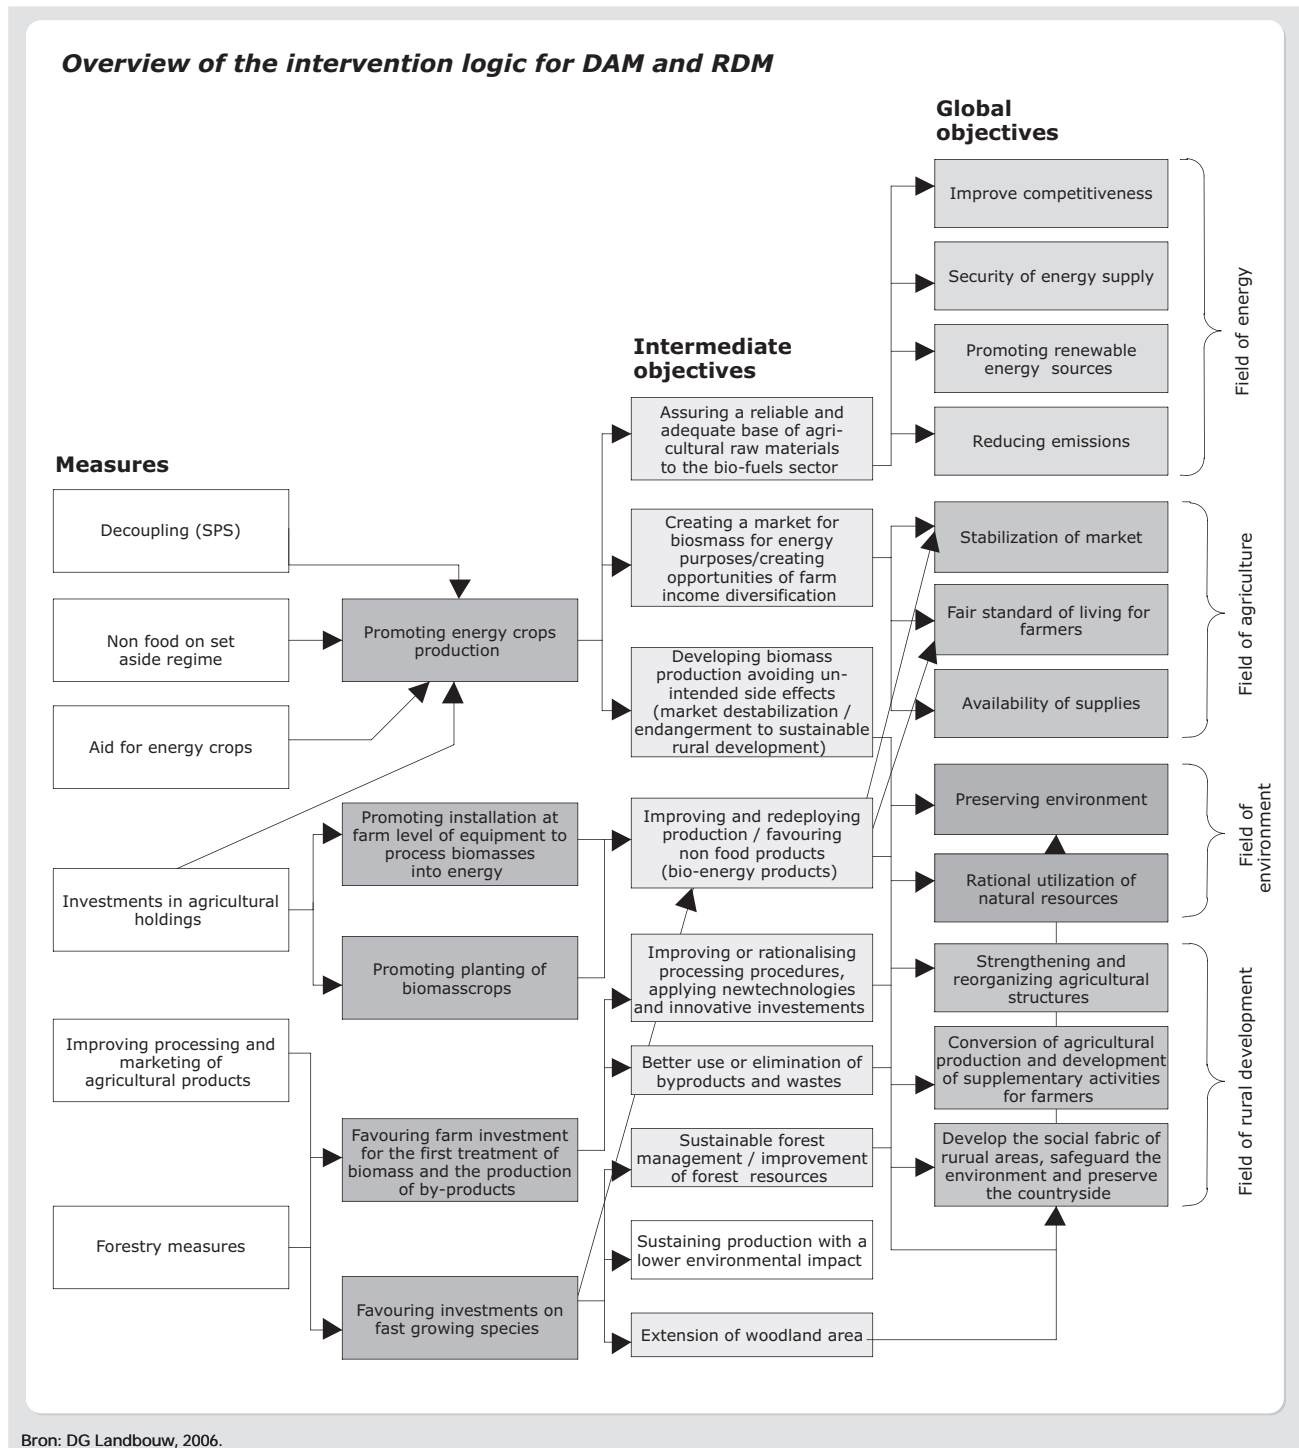 Overview of the intervention logic for DAM and RDM
Measures
Decoupling (SPS)
Non food on set
aside regime
Aid for energy crops
Investments in agricultural
holdings
Improving processing and
marketing of
agricultural products
Forestry measures
Promoting energy crops
production
Promoting installation at
farm level of equipment to
process biomasses
into energy
Promoting planting of
biomasscrops
Favouring farm investment
for the first treatment of
biomass and the production
of by-products
Favouring investments on
fast growing species
Intermediate
objectives
Assuring a reliable and
adequate base of agri-
cultural raw materials
to the bio-fuels sector
Creating a market for
biosmass for energy
purposes/creating
opportunities of farm
income diversification
Developing biomass
production avoiding un-
intended side effects
(market destabilization /
endangerment to sustainable
rural development)
Improving and redeploying
production / favouring
non food products
(bio-energy products)
Improving or rationalising
processing procedures,
applying newtechnologies
and innovative investements
Better use or elimination of
byproducts and wastes
Sustainable forest
management / improvement
of forest resources
Sustaining production with a
lower environmental impact
Extension of woodland area
Global
objectives
Improve competitiveness
Security of energy supply
Promoting renewable
energy sources
Reducing emissions
Stabilization of market
Fair standard of living for
farmers
Availability of supplies
Preserving environment
Rational utilization of
natural resources
Strengthening and
reorganizing agricultural
structures
Conversion of agricultural
production and development
of supplementary activities
for farmers
Develop the social fabric of
rurual areas, safeguard the
environment and preserve
the countryside
Field of energy
Field of agriculture
Field of
environment
Field of rural development
Bron: DG Landbouw, 2006.